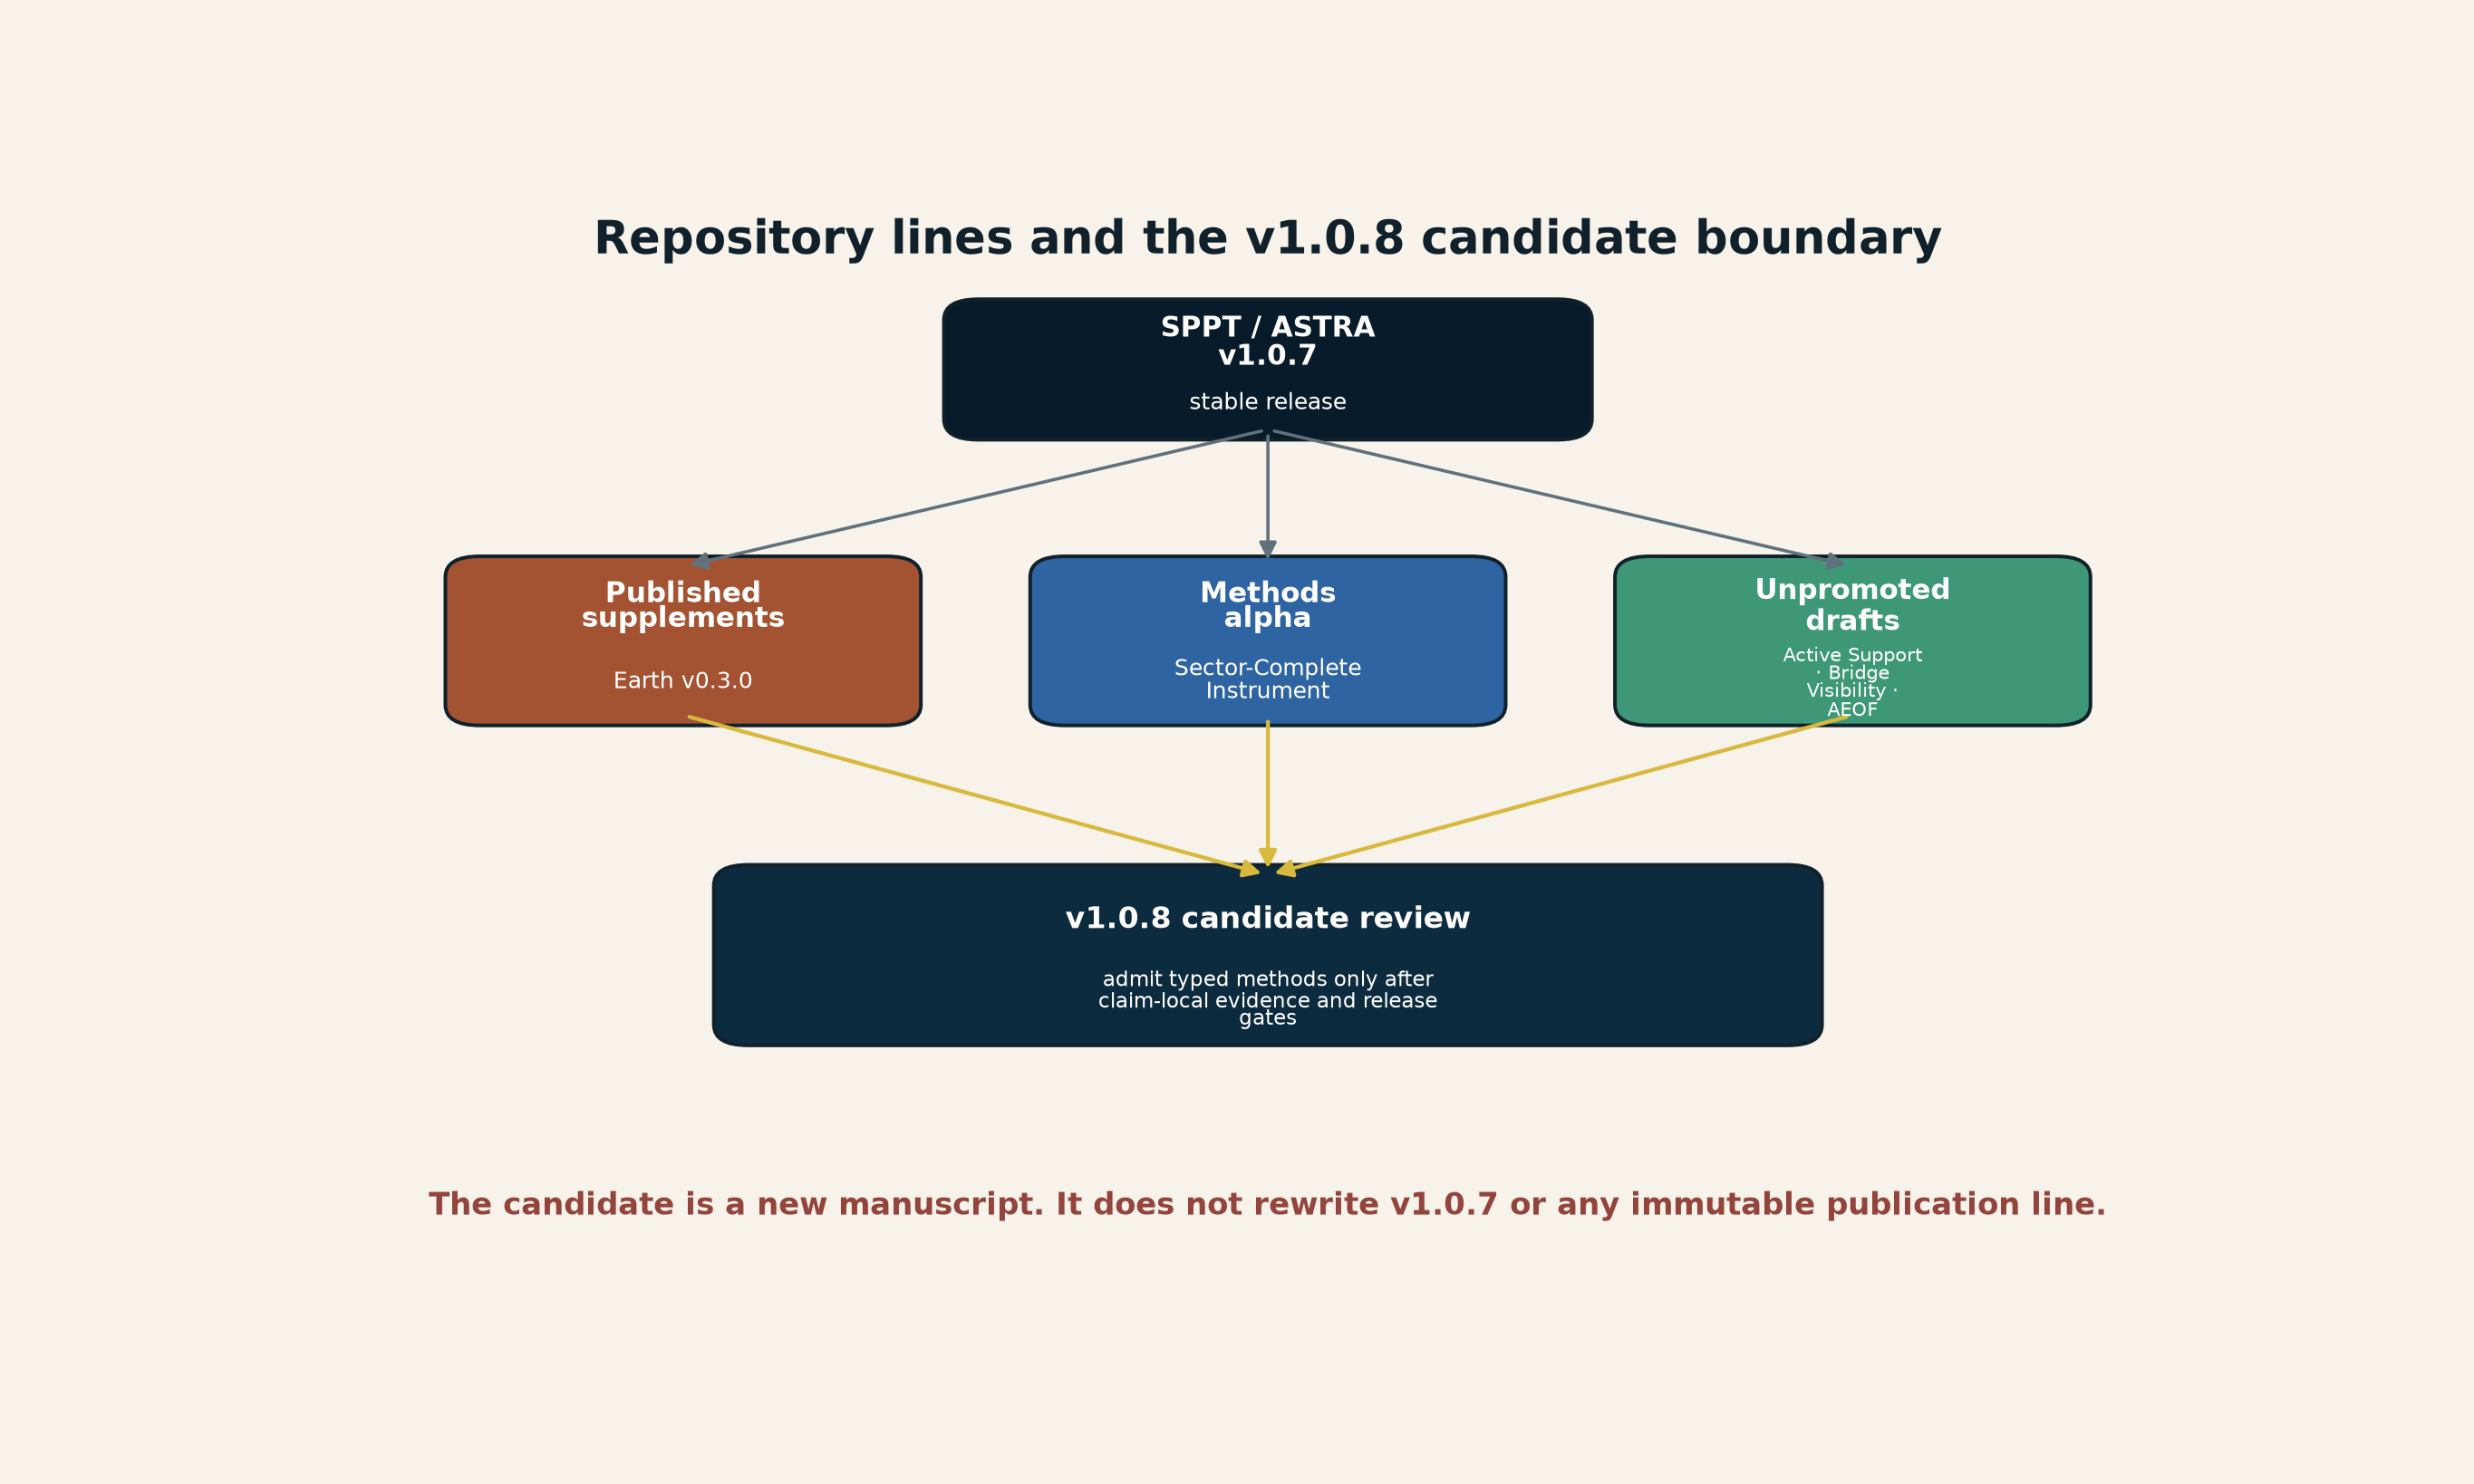 Repository lines and the v1.0.8 candidate boundary
SPPT / ASTRA
v1.0.7
stable release
Published
supplements
Earth v0.3.0
Methods
alpha
Sector-Complete
Instrument
Unpromoted
drafts
Active Support
· Bridge
Visibility ·
AEOF
v1.0.8 candidate review
admit typed methods only after
claim-local evidence and release
gates
The candidate is a new manuscript. It does not rewrite v1.0.7 or any immutable publication line.